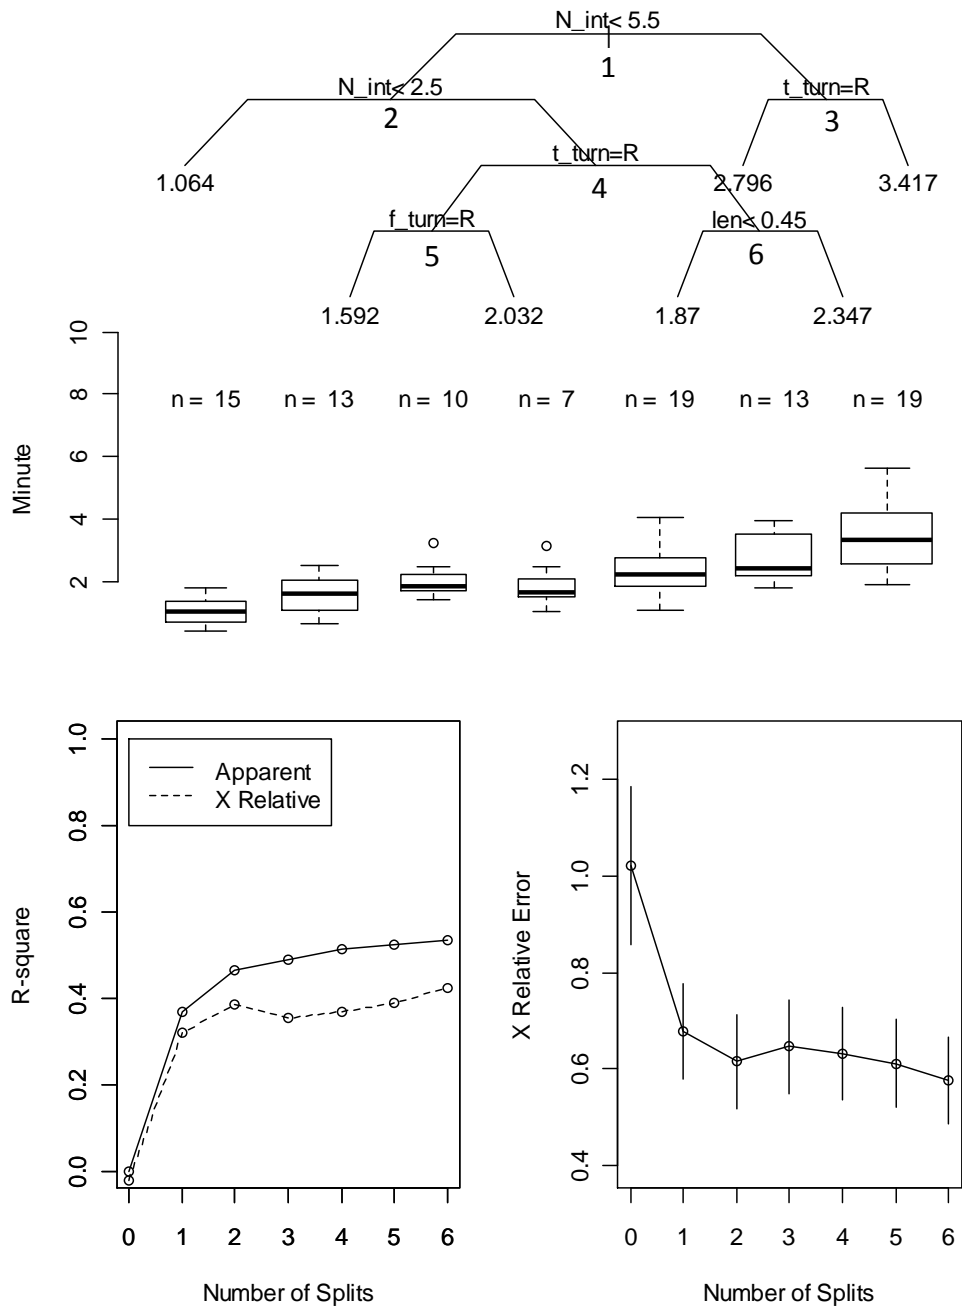 N_int< 5.5
1
N_int< 2.5
t_turn=R
2
3
t_turn=R
1.064
4
2.796
3.417
f_turn=R
len< 0.45
5
6
1.592
2.032
1.87
2.347
10
n = 15 n = 13 n = 10 n = 7 n = 19 n = 13 n = 19
8
6
Minute
4
2
1.0
Apparent
X Relative
0.8
0.6
R-square
0.4
0.2
0.0
0 1 2 3 4 5 6
Number of Splits
1.2
1.0
X Relative Error
0.8
0.6
0.4
0 1 2 3 4 5 6
Number of Splits